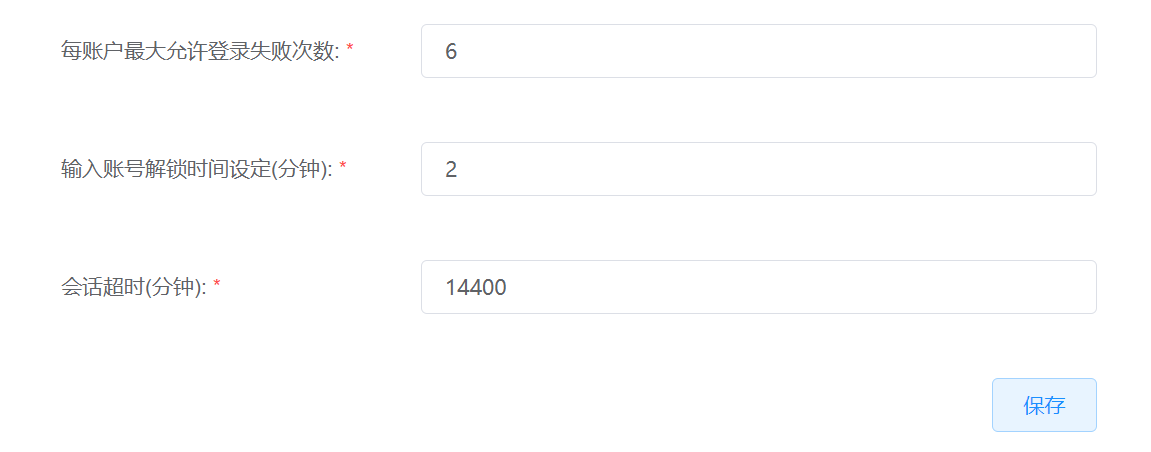 每账户最大允许登录失败次数: * 6
输入账号解锁时间设定(分钟): * 2
会话超时(分钟): * 14400
保存